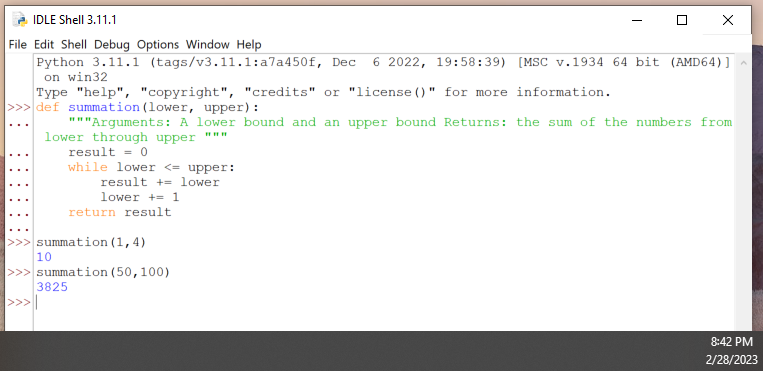 IDLE Shell 3.11.1
File Edit Shell Debug Options Window Help
Python 3.11.1 (tags/v3.11.1:a7a450f, Dec  6 2022, 19:58:39) [MSC v.1934 64 bit (AMD64)]
 on win32
Type "help", "copyright", "credits" or "license()" for more information.
>>> def summation(lower, upper):
...     """Arguments: A lower bound and an upper bound Returns: the sum of the numbers from
 lower through upper """
...     result = 0
...     while lower <= upper:
...         result += lower
...         lower += 1
...     return result
...
>>> summation(1,4)
10
>>> summation(50,100)
3825
>>>
8:42 PM
2/28/2023